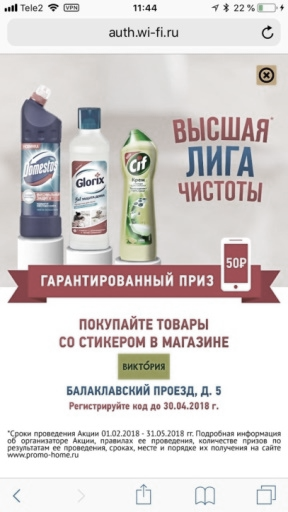 Tele2 VPN 11:44 22 %
auth.wi-fi.ru
Domestos
Glorix
Cif
ВЫСШАЯ*
ЛИГА
ЧИСТОТЫ
ГАРАНТИРОВАННЫЙ ПРИЗ
50₽
ПОКУПАЙТЕ ТОВАРЫ
СО СТИКЕРОМ В МАГАЗИНЕ
ВИКТОРИЯ
БАЛАКЛАВСКИЙ ПРОЕЗД, Д. 5
Регистрируйте код до 30.04.2018 г.
*Сроки проведения Акции 01.02.2018 - 31.05.2018 гг. Подробная информация
об организаторе Акции, правилах ее проведения, количестве призов по
результатам ее проведения, сроках, месте и порядке их получения на сайте
www.promo-home.ru